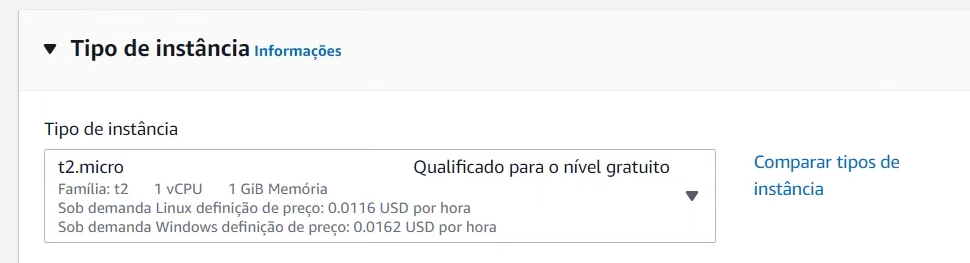 Tipo de instância Informações
Tipo de instância
t2.micro Qualificado para o nível gratuito
Família: t2 1 vCPU 1 GiB Memória
Sob demanda Linux definição de preço: 0.0116 USD por hora
Sob demanda Windows definição de preço: 0.0162 USD por hora
Comparar tipos de
instância